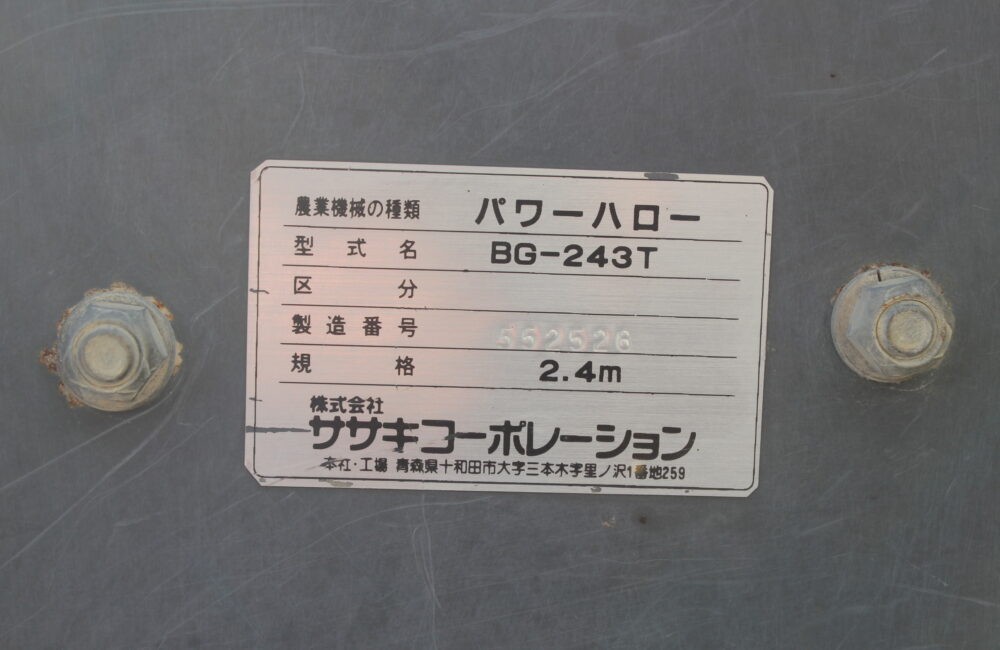 農業機械の種類 パワーハロー
型式名 BG-243T
区分
製造番号 552526
規格 2.4m
株式会社
ササキコーポレーション
本社・工場 青森県十和田市大字三本木字里ノ沢1番地259